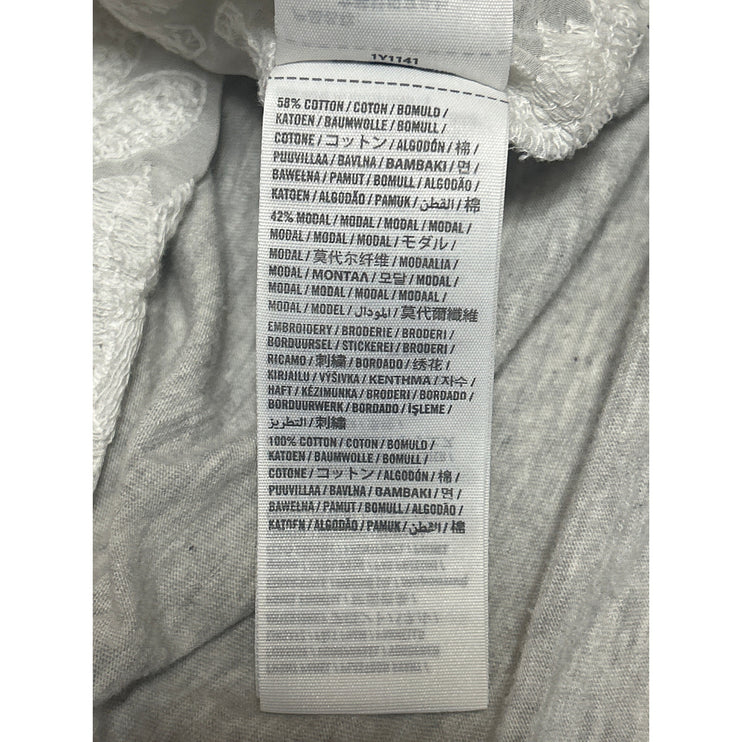 1Y1141
58% COTTON / COTON / BOMULD /
KATOEN / BAUMWOLLE / BOMULL /
COTONE / コットン / ALGODÓN / 棉 /
PUUVILLAA / BAVLNA / BAMBAKI / 면 /
BAWEŁNA / PAMUT / BOMULL / ALGODÃO /
KATOEN / ALGODÃO / PAMUK / القطن / 棉
42% MODAL / MODAL / MODAL / MODAL /
MODAL / MODAL / MODAL / モダル /
MODAL / 莫代尔纤维 / MODAALIA /
MODAL / ΜΟΝΤΑΛ / 모달 / MODAL /
MODAL / MODAL / MODAL / MODAAL /
MODAL / MODEL / المودال / 莫代爾纖維
EMBROIDERY / BRODERIE / BRODERI /
BORDUURSEL / STICKEREI / BRODERI /
RICAMO / 刺繍 / BORDADO / 绣花 /
KIRJAILU / VÝŠIVKA / ΚΕΝΤΗΜΑ / 자수 /
HAFT / KÉZIMUNKA / BRODERI / BORDADO /
BORDUURWERK / BORDADO / İŞLEME /
التطريز / 刺繡
100% COTTON / COTON / BOMULD /
KATOEN / BAUMWOLLE / BOMULL /
COTONE / コットン / ALGODÓN / 棉 /
PUUVILLAA / BAVLNA / BAMBAKI / 면 /
BAWEŁNA / PAMUT / BOMULL / ALGODÃO /
KATOEN / ALGODÃO / PAMUK / القطن / 棉